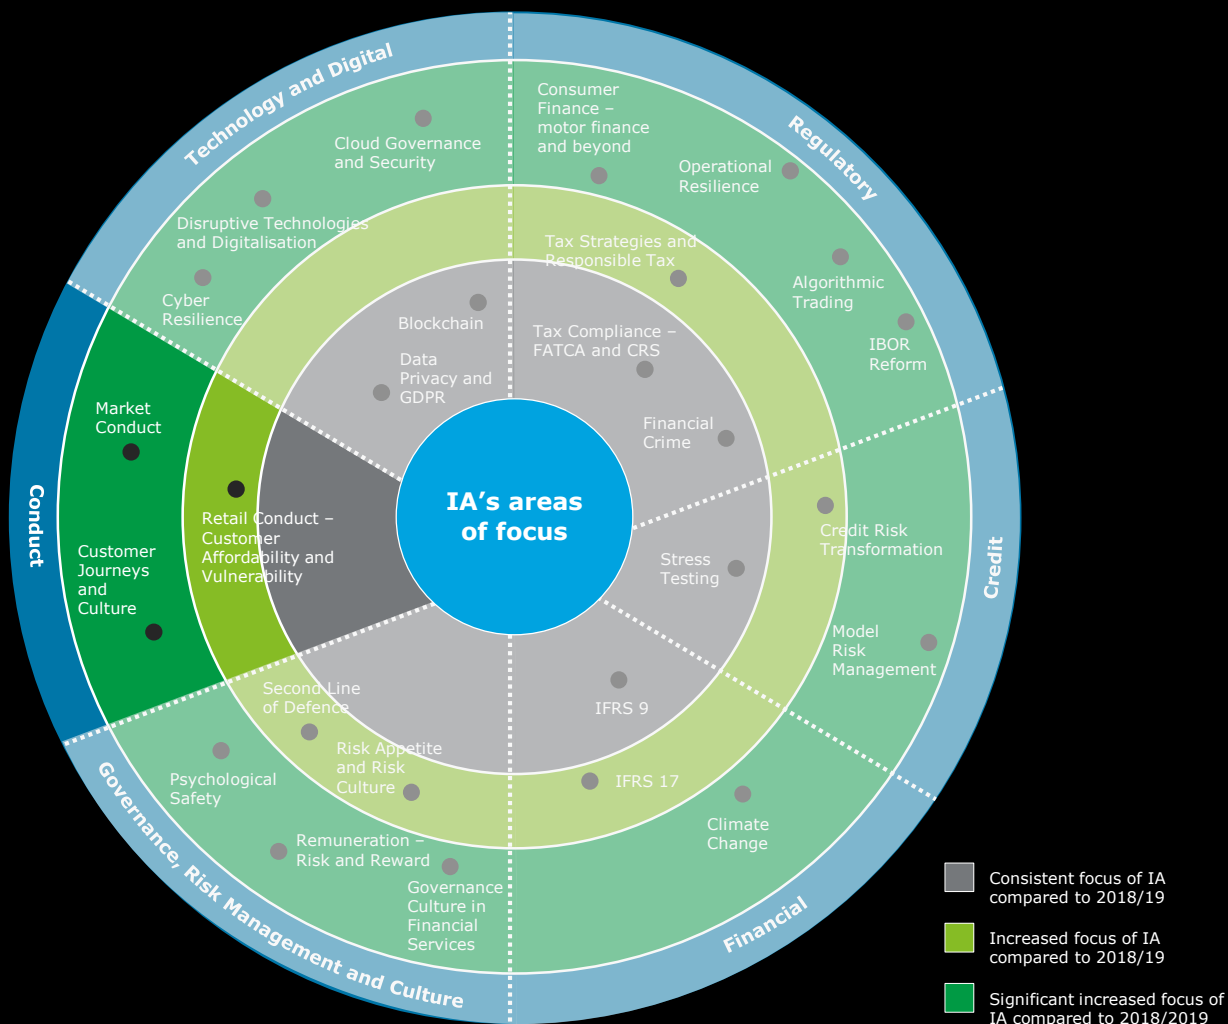 Technology and Digital
Regulatory
Credit
Financial
Governance, Risk Management and Culture
Conduct
Cloud Governance
and Security
Disruptive Technologies
and Digitalisation
Cyber
Resilience
Blockchain
Data
Privacy and
GDPR
Consumer
Finance –
motor finance
and beyond
Operational
Resilience
Algorithmic
Trading
IBOR
Reform
Tax Strategies and
Responsible Tax
Tax Compliance –
FATCA and CRS
Financial
Crime
Market
Conduct
Retail Conduct –
Customer
Affordability and
Vulnerability
Customer
Journeys
and
Culture
IA’s areas
of focus
Credit Risk
Transformation
Stress
Testing
Model
Risk
Management
IFRS 9
IFRS 17
Climate
Change
Second Line
of Defence
Risk Appetite
and Risk
Culture
Psychological
Safety
Remuneration –
Risk and Reward
Governance
Culture in
Financial
Services
Consistent focus of IA
compared to 2018/19
Increased focus of IA
compared to 2018/19
Significant increased focus of
IA compared to 2018/2019